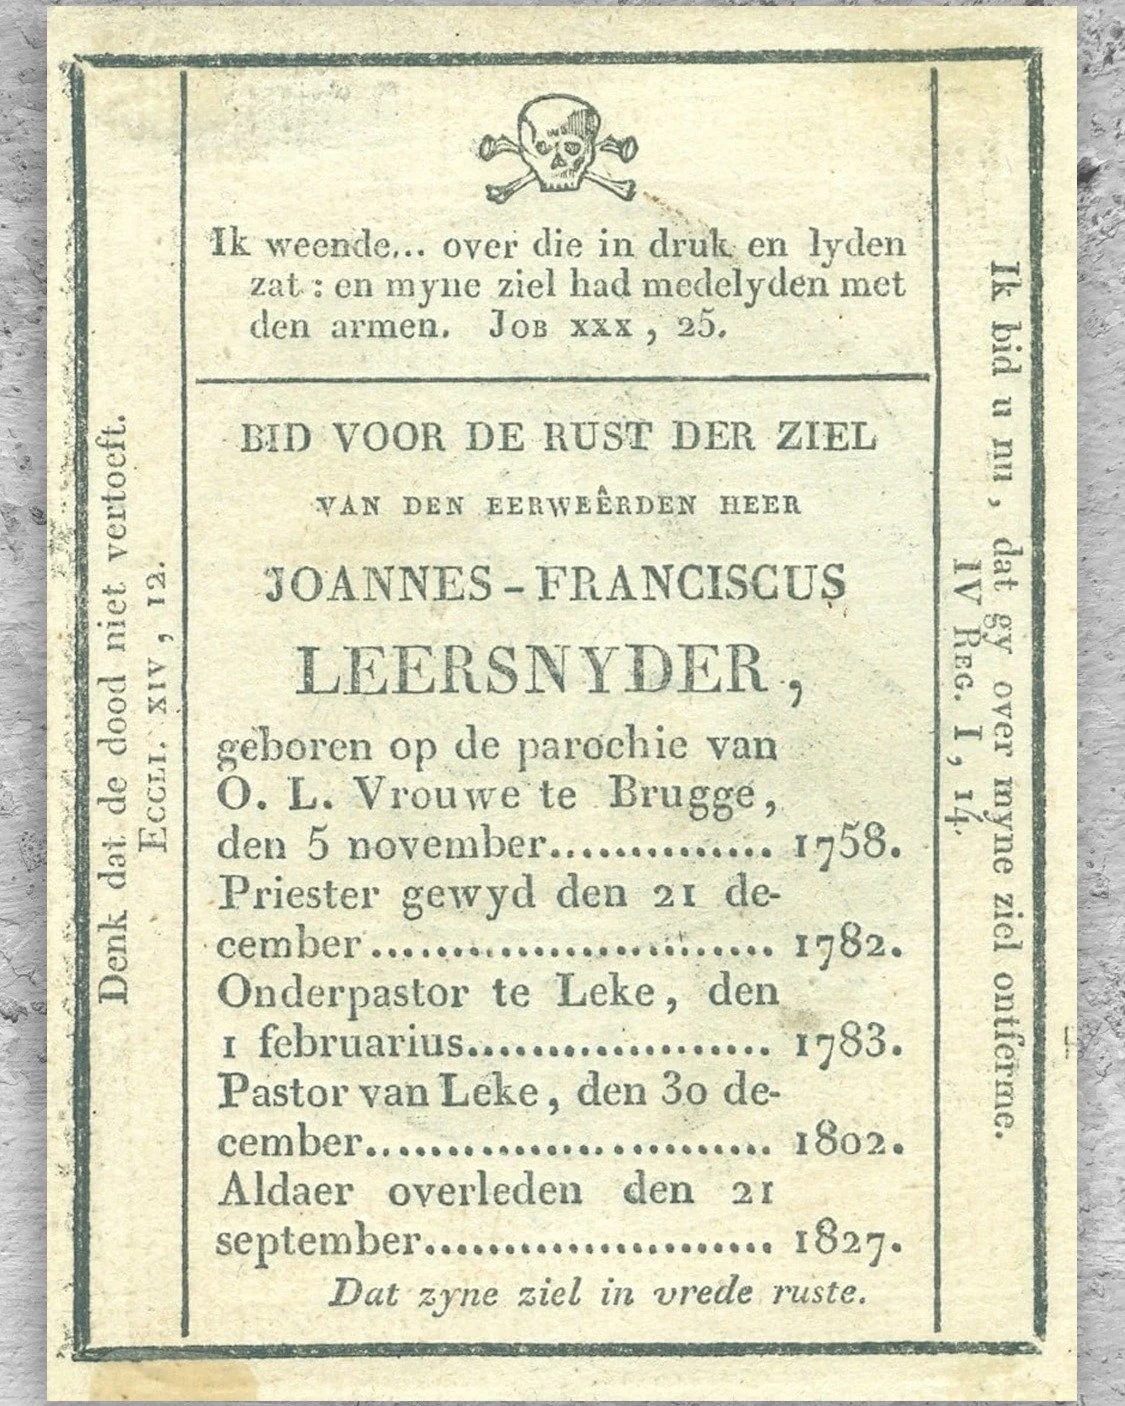 Ik weende... over die in druk en lyden
zat : en myne ziel had medelyden met
den armen. Job xxx, 25.
BID VOOR DE RUST DER ZIEL
VAN DEN EERWEÊRDEN HEER
JOANNES-FRANCISCUS
LEERSNYDER,
geboren op de parochie van
O. L. Vrouwe te Brugge,
den 5 november.............. 1758.
Priester gewyd den 21 de-
cember......................... 1782.
Onderpastor te Leke, den
1 februarius................... 1783.
Pastor van Leke, den 30 de-
cember......................... 1802.
Aldaer overleden den 21
september...................... 1827.
Dat zyne ziel in vrede ruste.
Denk dat de dood niet vertoeft.
Eccli. xiv, 12.
Ik bid u nu, dat gy over myne ziel ontferme.
IV Reg. I, 14.